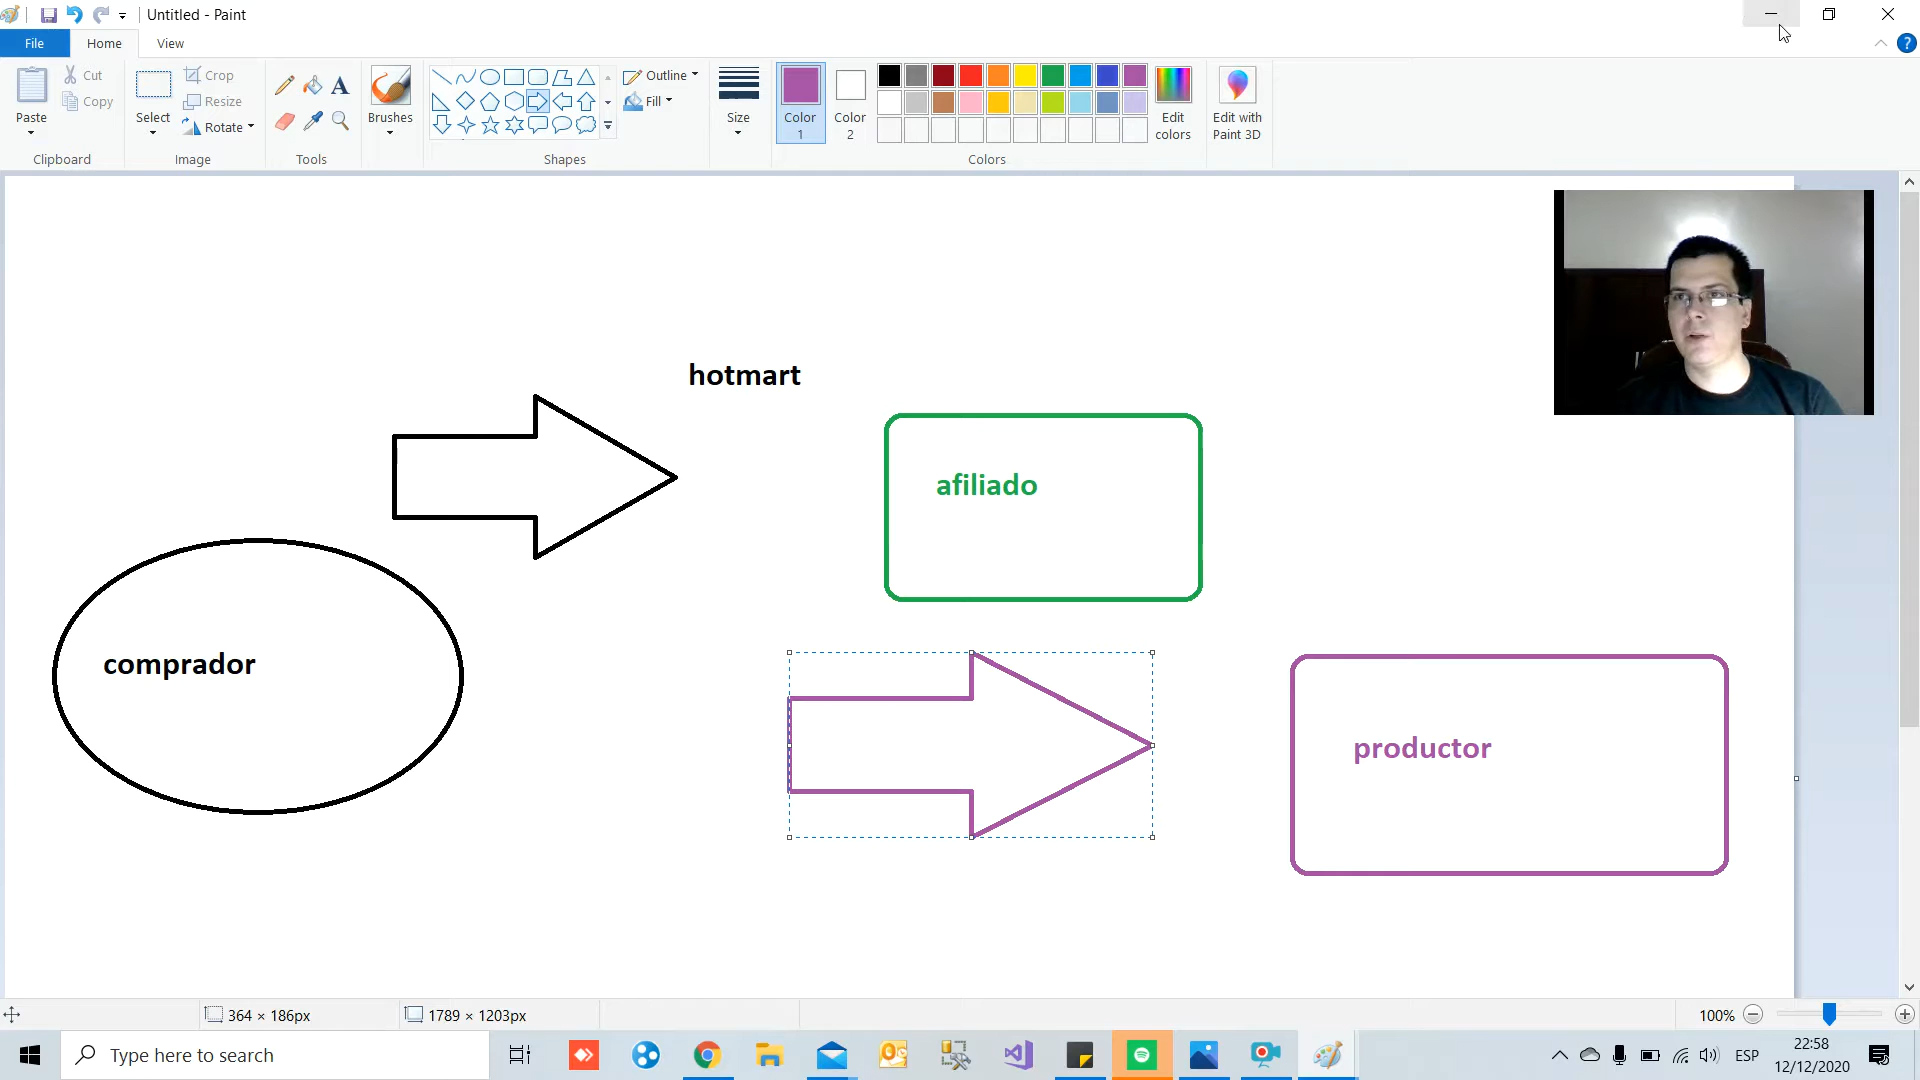 Untitled - Paint
File
Home
View
Paste
Cut
Copy
Clipboard
Select
Crop
Resize
Rotate
Image
A
Tools
Brushes
Outline
Fill
Shapes
Size
Color
1
Color
2
Edit
colors
Colors
Edit with
Paint 3D
?
hotmart
afiliado
comprador
productor
364 × 186px
1789 × 1203px
100%
Type here to search
ESP
22:58
12/12/2020